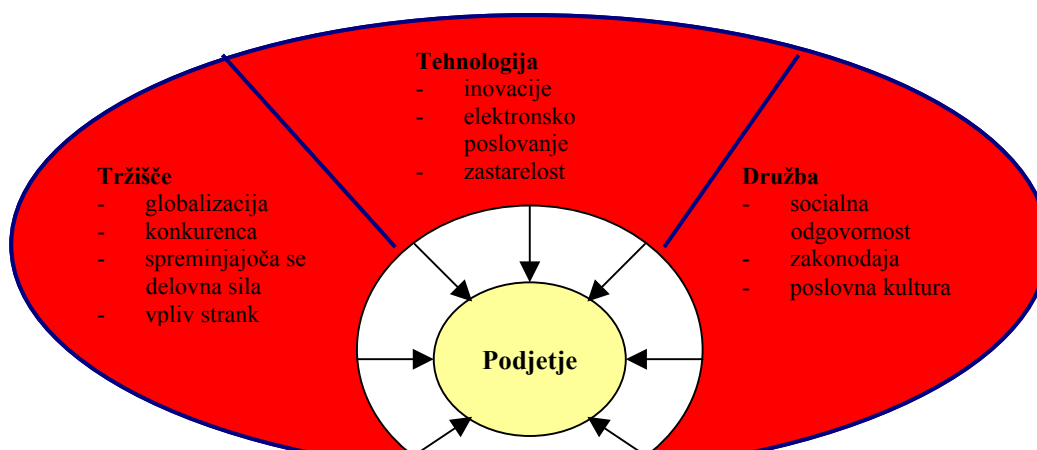 Tehnologija
- inovacije
- elektronsko
poslovanje
- zastarelost
Tržišče
- globalizacija
- konkurenca
- spreminjajoča se
delovna sila
- vpliv strank
Družba
- socialna
odgovornost
- zakonodaja
- poslovna kultura
Podjetje